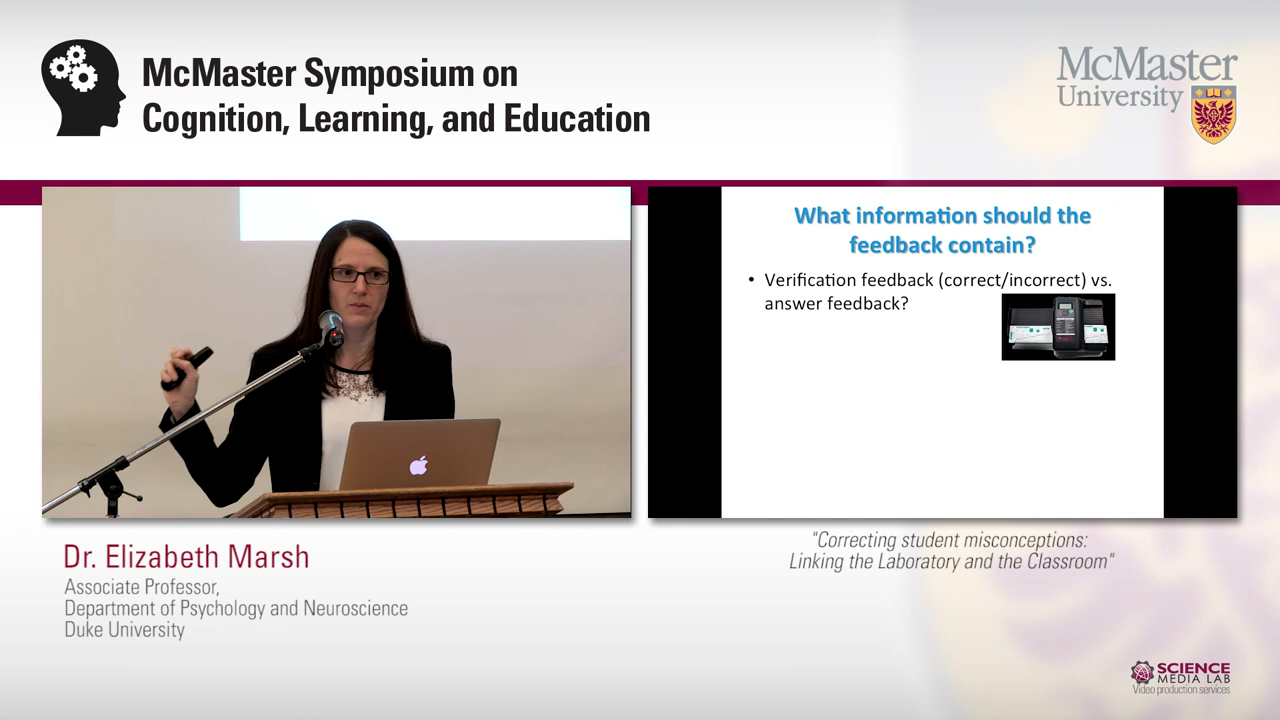 McMaster Symposium on
Cognition, Learning, and Education
McMaster
University
What information should the
feedback contain?
• Verification feedback (correct/incorrect) vs.
answer feedback?
Dr. Elizabeth Marsh
Associate Professor,
Department of Psychology and Neuroscience
Duke University
"Correcting student misconceptions:
Linking the Laboratory and the Classroom"
SCIENCE
MEDIA LAB
Video production services